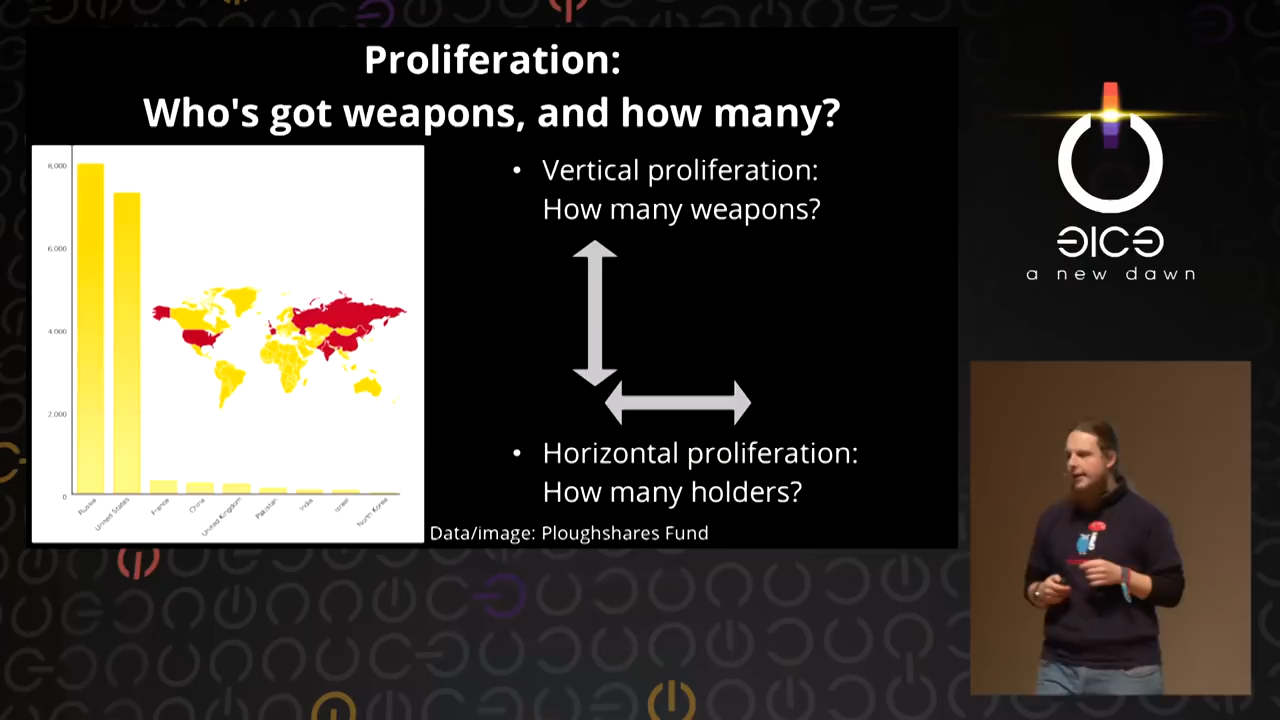 Proliferation:
Who's got weapons, and how many?
8,000
6,000
4,000
2,000
0
Russia
United States
France
China
United Kingdom
Pakistan
India
Israel
North Korea
• Vertical proliferation:
How many weapons?
• Horizontal proliferation:
How many holders?
Data/image: Ploughshares Fund
a new dawn